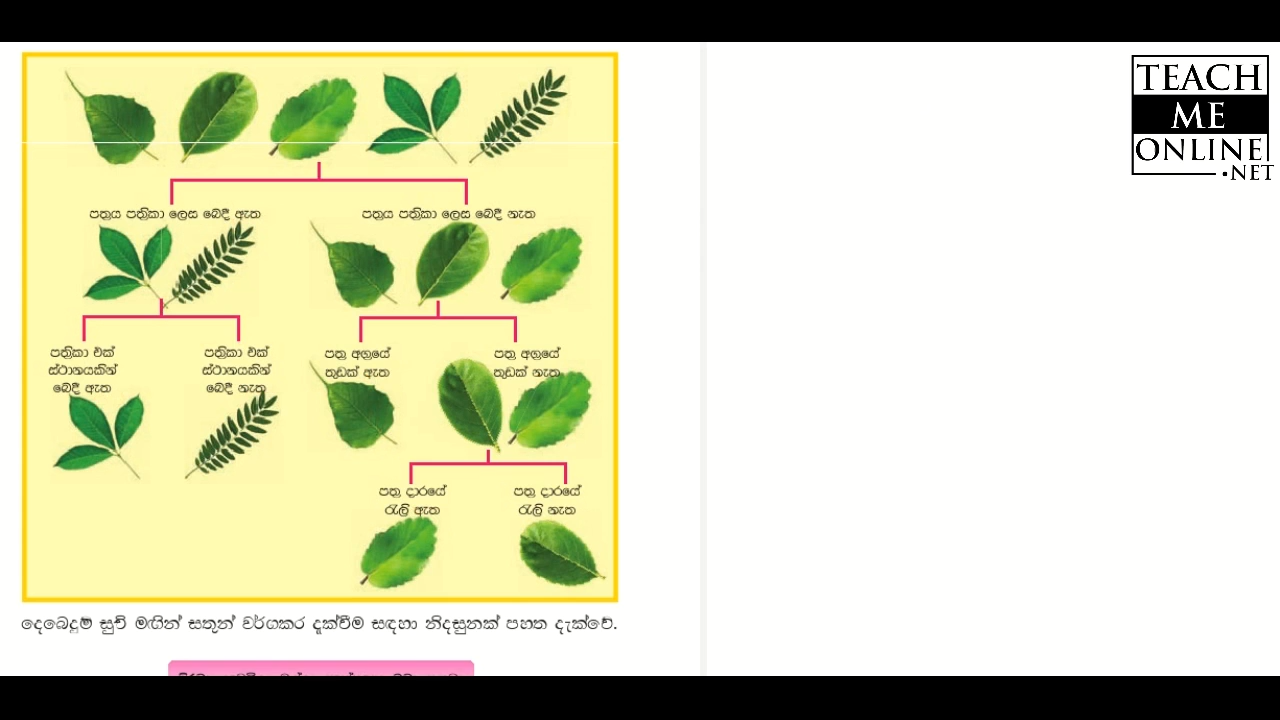 TEACH
ME
ONLINE
.NET
පත්‍රය පත්‍රිකා ලෙස බෙදී ඇත
පත්‍රය පත්‍රිකා ලෙස බෙදී නැත
පත්‍රිකා එක්
ස්ථානයකින්
බෙදී ඇත
පත්‍රිකා එක්
ස්ථානයකින්
බෙදී නැත
පත්‍ර අග්‍රයේ
තුඩක් ඇත
පත්‍ර අග්‍රයේ
තුඩක් නැත
පත්‍ර දාරයේ
රැලි ඇත
පත්‍ර දාරයේ
රැලි නැත
දෙබෙදුම් සුචි මඟින් සතුන් වර්ගකර දැක්වීම සඳහා නිදසුනක් පහත දැක්වේ.